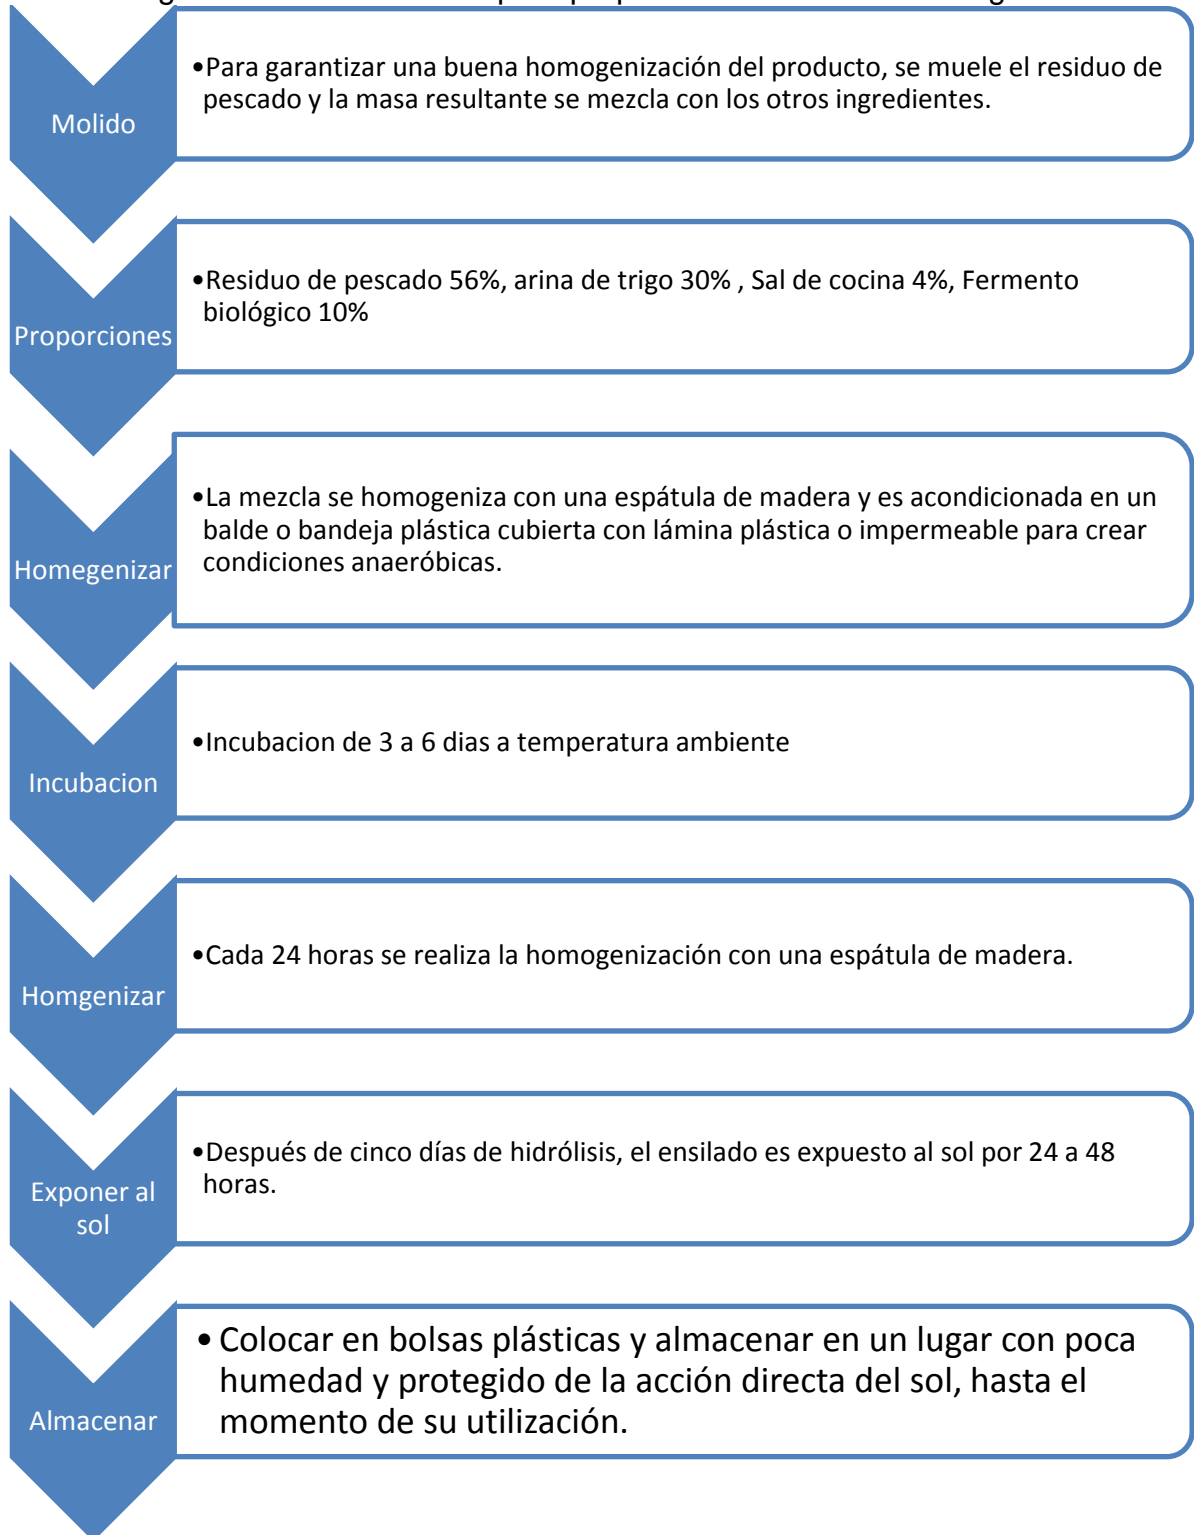 Molido
•Para garantizar una buena homogenización del producto, se muele el residuo de
pescado y la masa resultante se mezcla con los otros ingredientes.
Proporciones
•Residuo de pescado 56%, arina de trigo 30% , Sal de cocina 4%, Fermento
biológico 10%
Homegenizar
•La mezcla se homogeniza con una espátula de madera y es acondicionada en un
balde o bandeja plástica cubierta con lámina plástica o impermeable para crear
condiciones anaeróbicas.
Incubacion
•Incubacion de 3 a 6 dias a temperatura ambiente
Homgenizar
•Cada 24 horas se realiza la homogenización con una espátula de madera.
Exponer al
sol
•Después de cinco días de hidrólisis, el ensilado es expuesto al sol por 24 a 48
horas.
Almacenar
•Colocar en bolsas plásticas y almacenar en un lugar con poca
humedad y protegido de la acción directa del sol, hasta el
momento de su utilización.